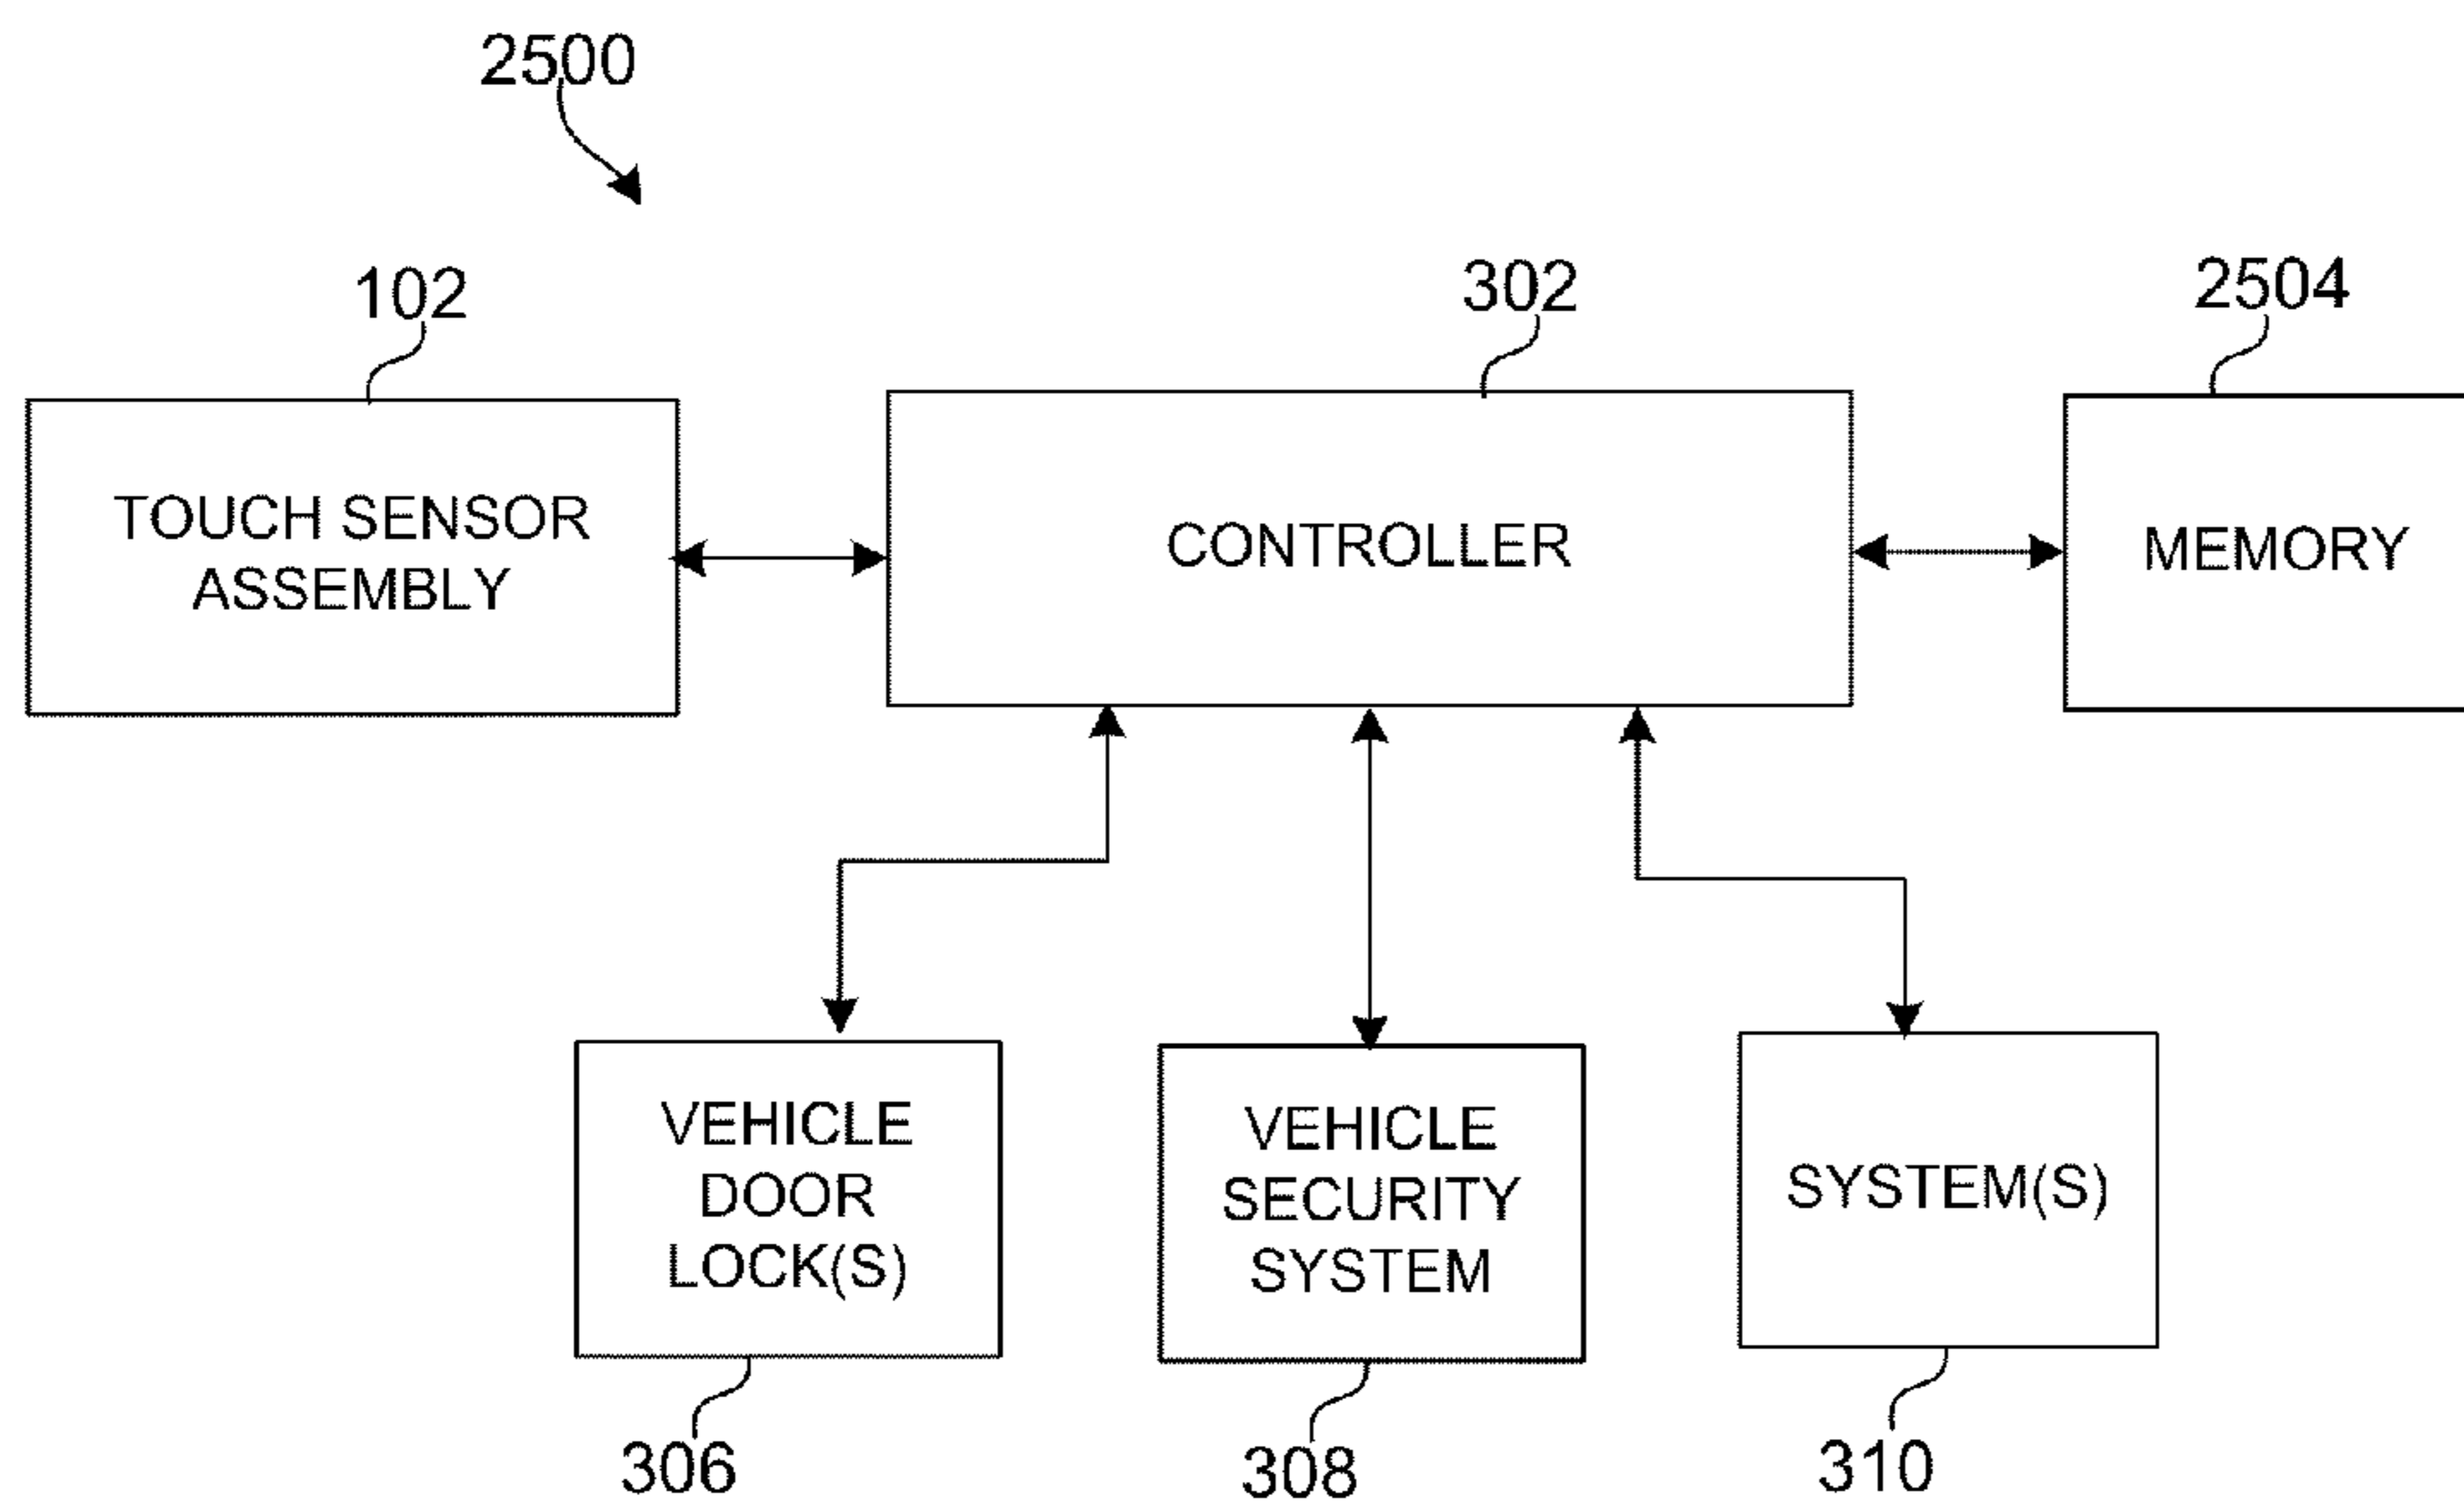 2500
102
302
2504
TOUCH SENSOR
ASSEMBLY
CONTROLLER
MEMORY
VEHICLE
DOOR
LOCK(S)
VEHICLE
SECURITY
SYSTEM
SYSTEM(S)
306
308
310